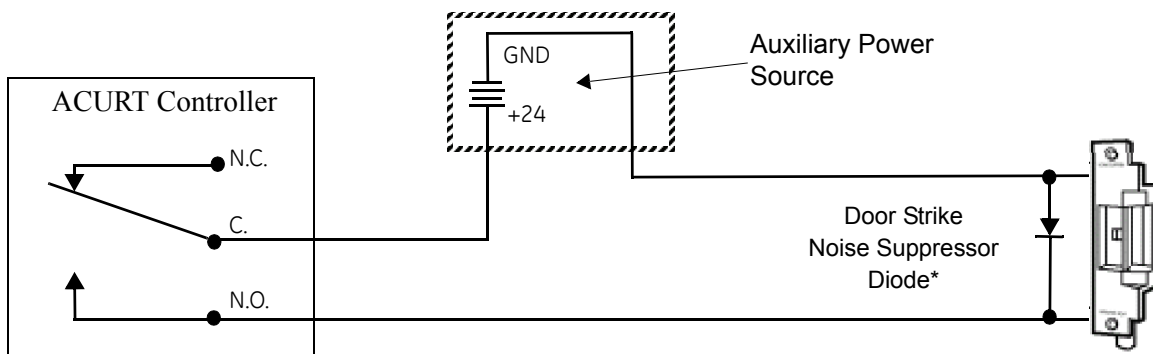 GND
Auxiliary Power
Source
ACURT Controller
+24
N.C.
C.
Door Strike
Noise Suppressor
Diode*
N.O.